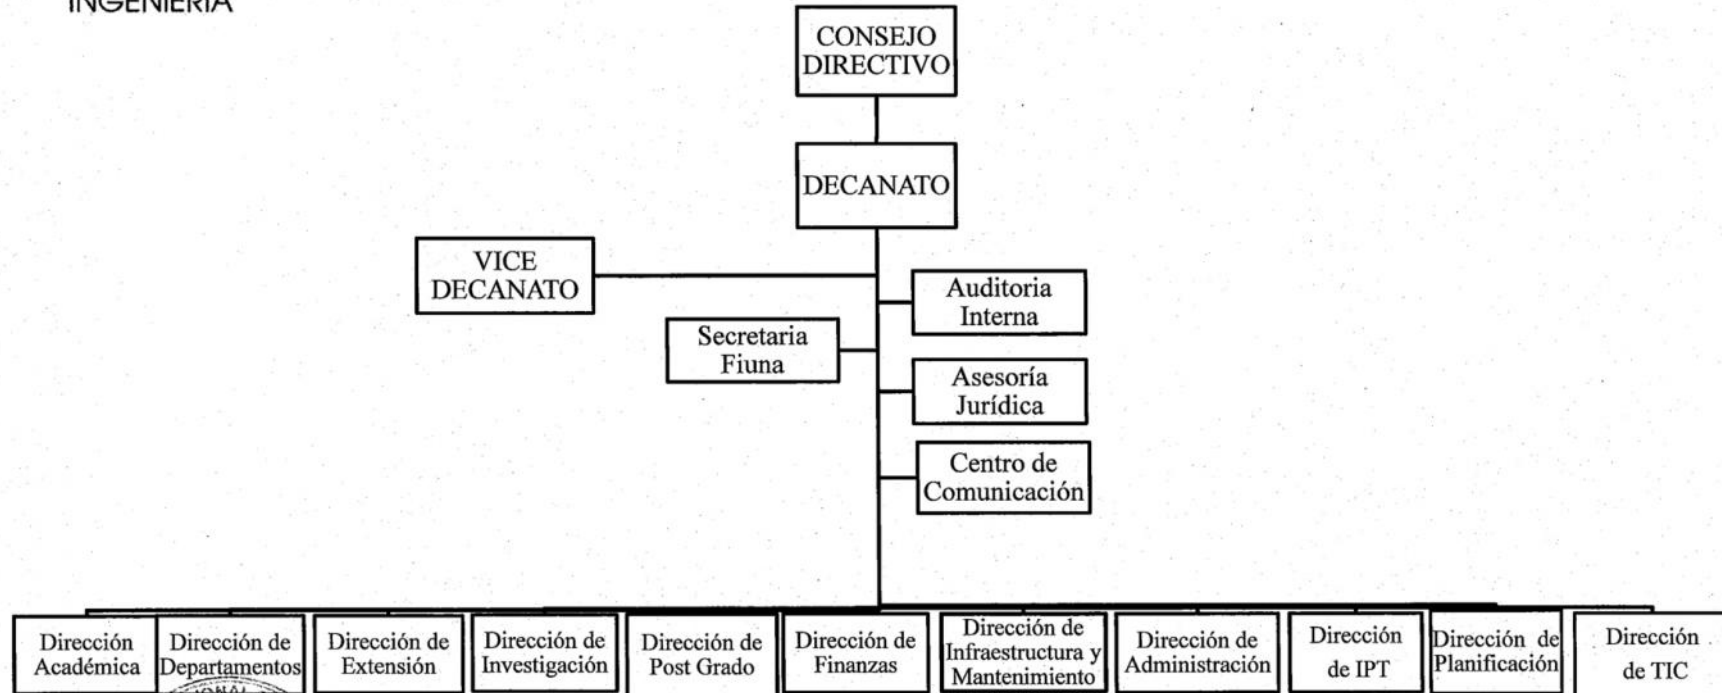 INGENIERIA
CONSEJO
DIRECTIVO
DECANATO
VICE
DECANATO
Auditoria
Interna
Secretaria
Fiuna
Asesoría
Jurídica
Centro de
Comunicación
Dirección
Académica
Dirección de
Departamentos
Dirección de
Extensión
Dirección de
Investigación
Dirección de
Post Grado
Dirección de
Finanzas
Dirección de
Infraestructura y
Mantenimiento
Dirección de
Administración
Dirección
de IPT
Dirección de
Planificación
Dirección
de TIC